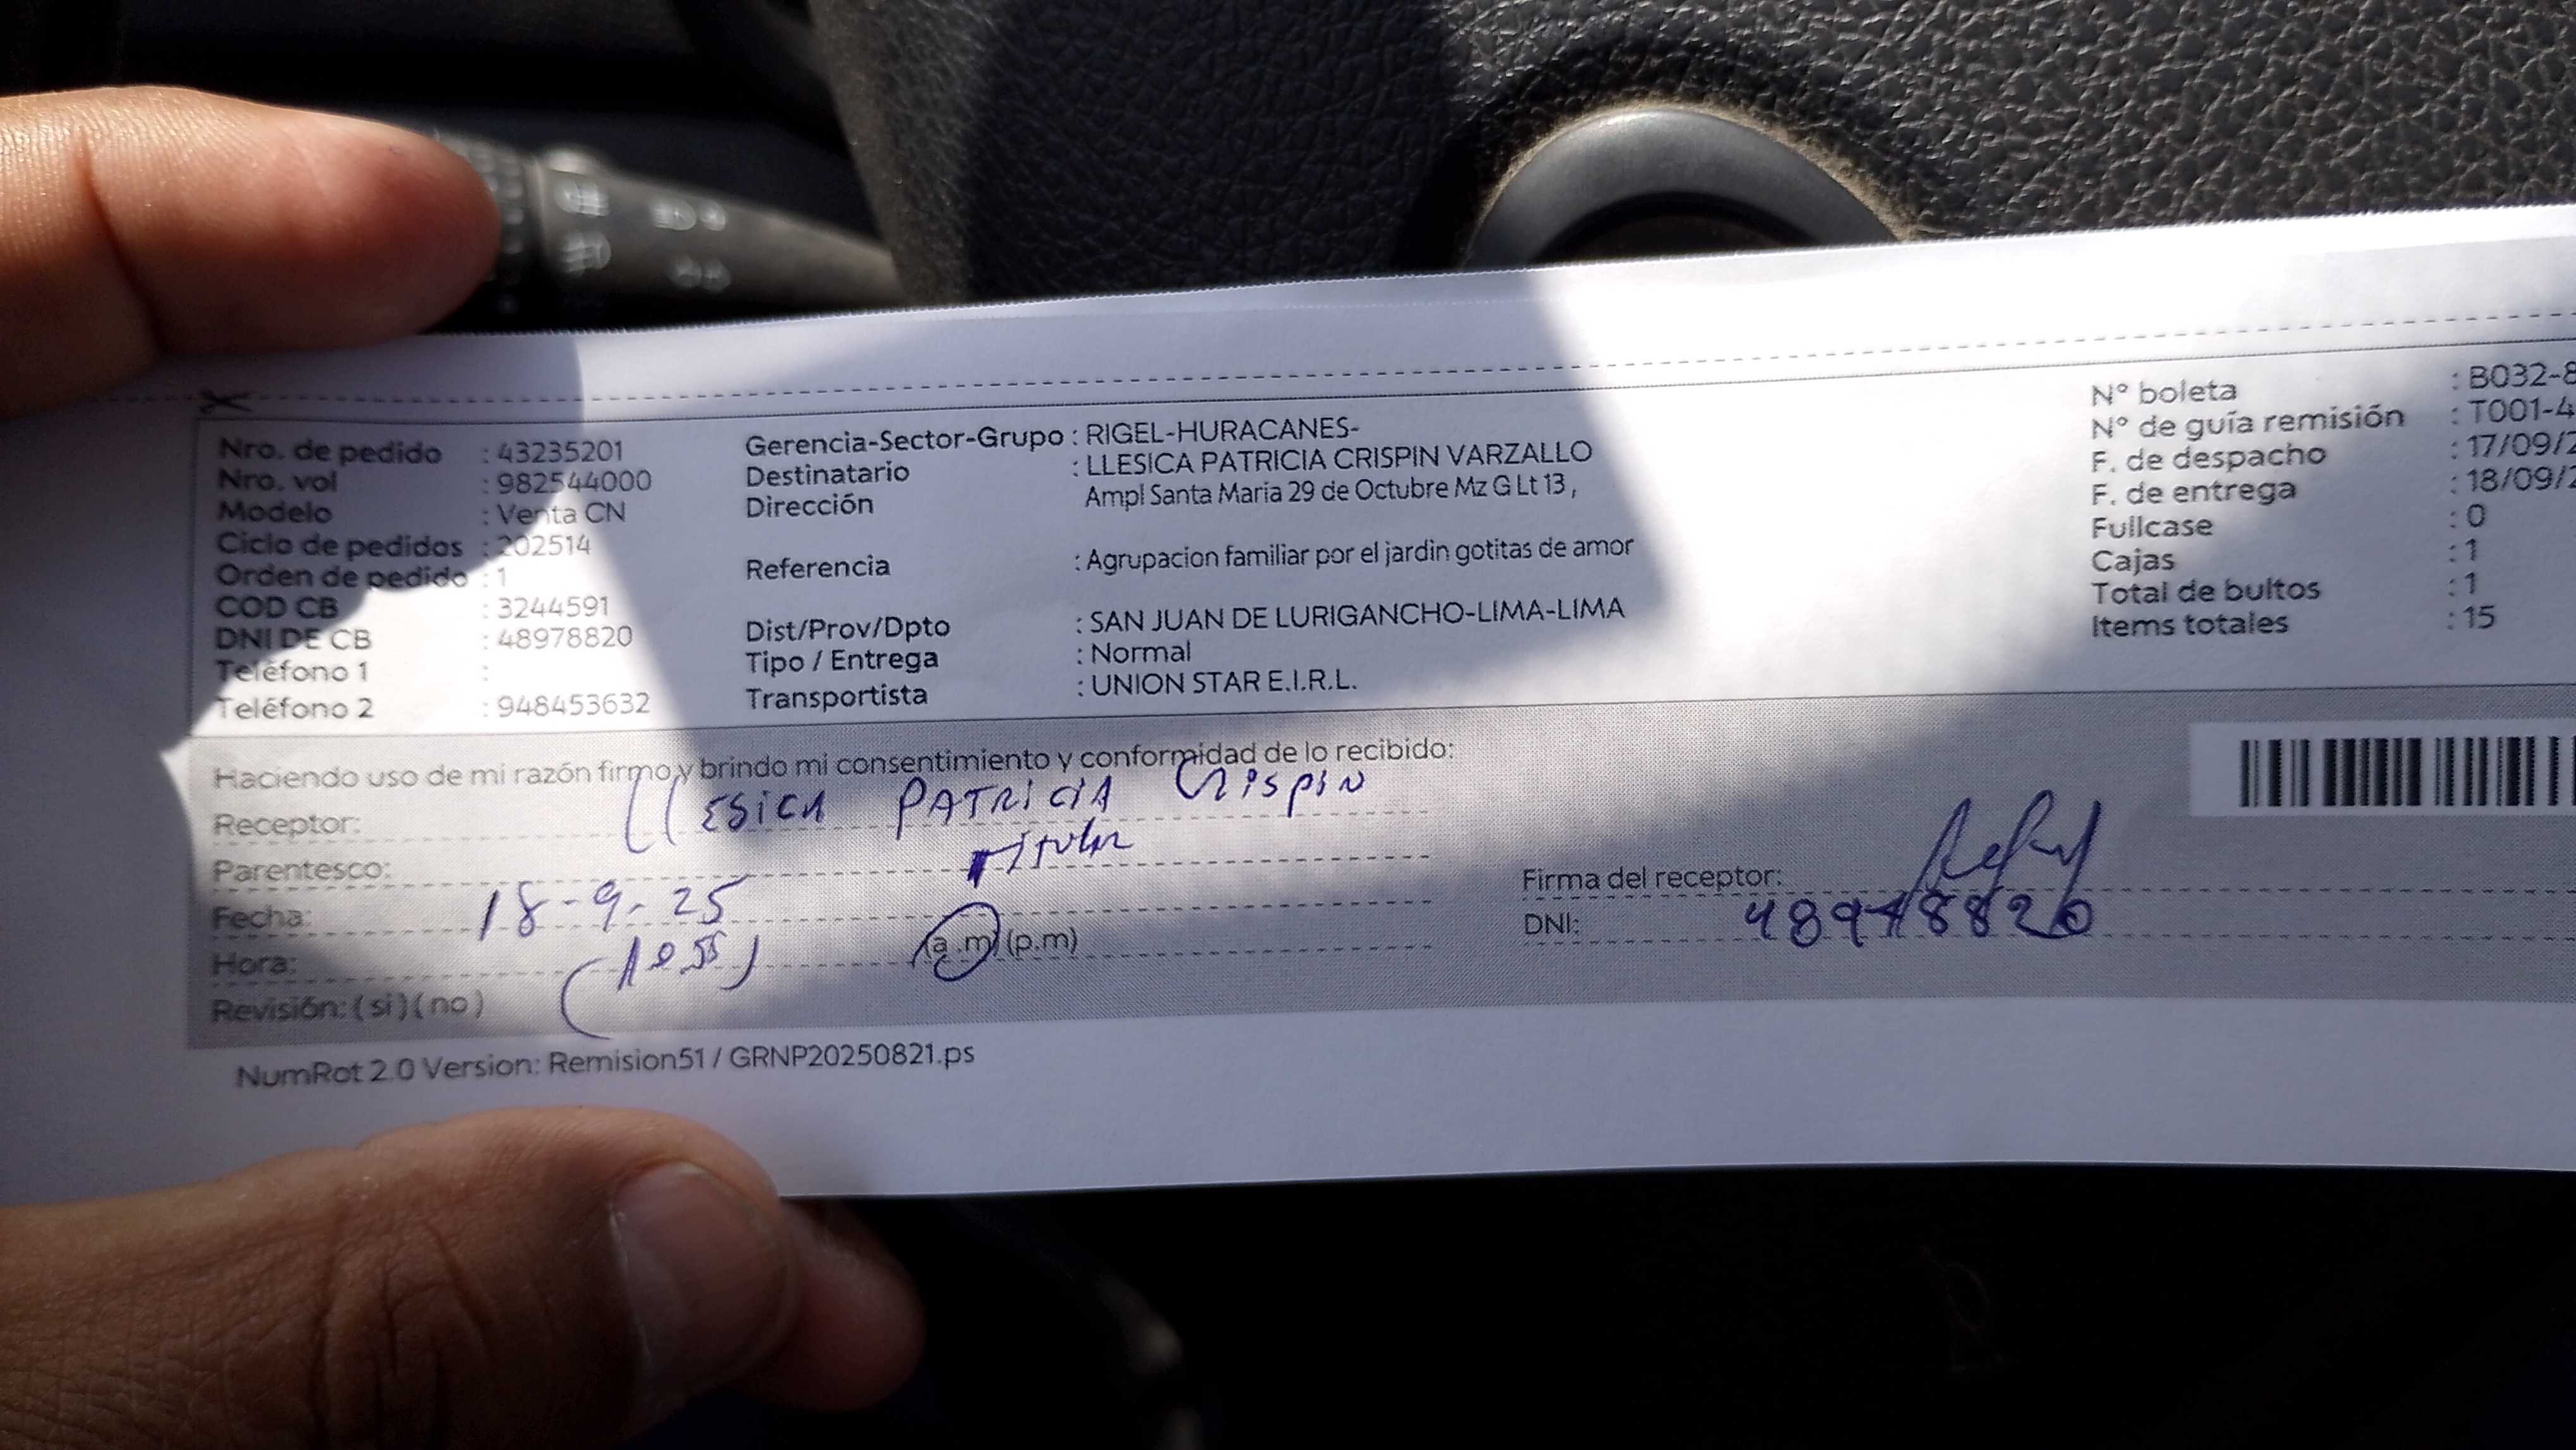 Nro. de pedido : 43235201
Nro. vol : 982544000
Modelo : Venta CN
Ciclo de pedidos : 202514
Orden de pedido : 1
COD CB : 3244591
DNI DE CB : 48978820
Teléfono 1 :
Teléfono 2 : 948453632
Gerencia-Sector-Grupo : RIGEL-HURACANES-
Destinatario : LLESICA PATRICIA CRISPIN VARZALLO
Dirección Ampl Santa Maria 29 de Octubre Mz G Lt 13 ,
Referencia : Agrupacion familiar por el jardin gotitas de amor
Dist/Prov/Dpto : SAN JUAN DE LURIGANCHO-LIMA-LIMA
Tipo / Entrega : Normal
Transportista : UNION STAR E.I.R.L.
N° boleta : B032-8
N° de guía remisión : T001-4
F. de despacho : 17/09/2
F. de entrega : 18/09/2
Fullcase : 0
Cajas : 1
Total de bultos : 1
Items totales : 15
Haciendo uso de mi razón firmo y brindo mi consentimiento y conformidad de lo recibido:
Receptor: LLESICA PATRICIA CRISPIN
Parentesco: titular
Fecha: 18-9-25
Hora: (10 55) (a .m) (p.m)
Revisión: ( si ) ( no )
Firma del receptor:
DNI: 48978820
NumRot 2.0 Version: Remision51 / GRNP20250821.ps